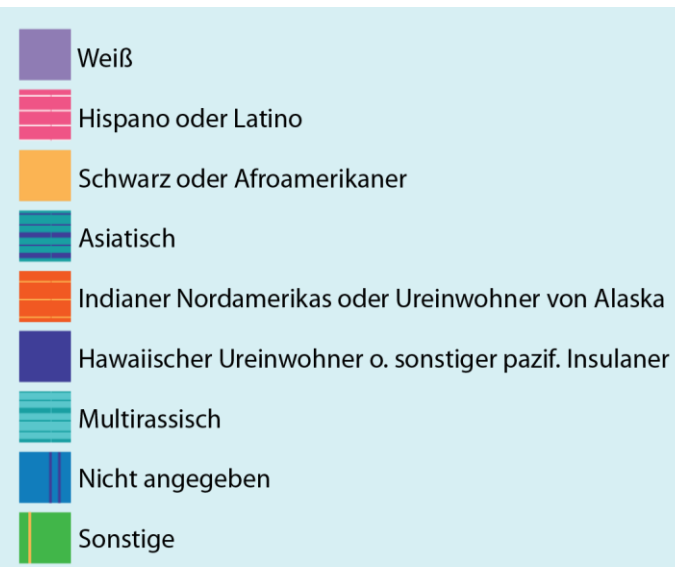 Weiß
Hispano oder Latino
Schwarz oder Afroamerikaner
Asiatisch
Indianer Nordamerikas oder Ureinwohner von Alaska
Hawaiischer Ureinwohner o. sonstiger pazif. Insulaner
Multirassisch
Nicht angegeben
Sonstige